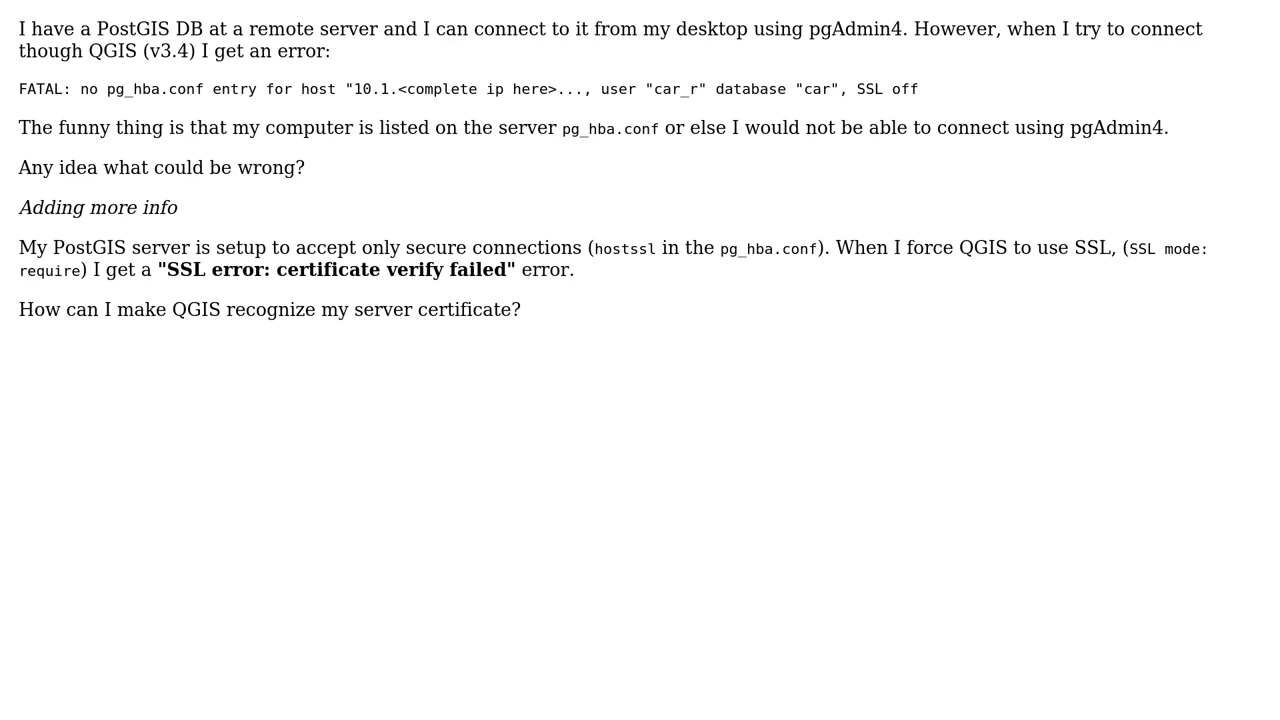 I have a PostGIS DB at a remote server and I can connect to it from my desktop using pgAdmin4. However, when I try to connect
though QGIS (v3.4) I get an error:
FATAL: no pg_hba.conf entry for host "10.1.<complete ip here>..., user "car_r" database "car", SSL off
The funny thing is that my computer is listed on the server pg_hba.conf or else I would not be able to connect using pgAdmin4.
Any idea what could be wrong?
Adding more info
My PostGIS server is setup to accept only secure connections (hostssl in the pg_hba.conf). When I force QGIS to use SSL, (SSL mode:
require) I get a "SSL error: certificate verify failed" error.
How can I make QGIS recognize my server certificate?